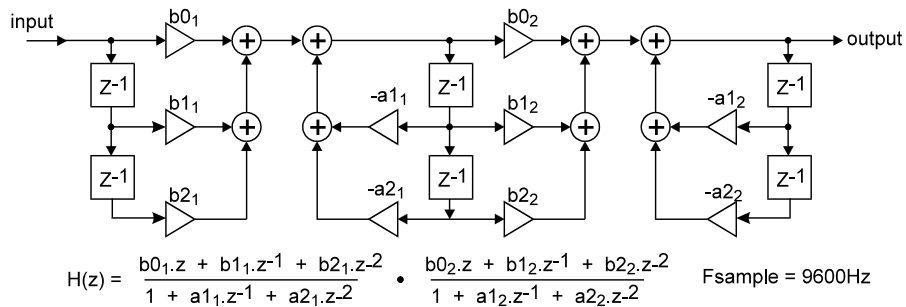 input
b0₁
b0₂
output
z⁻¹
z⁻¹
z⁻¹
b1₁
-a1₁
b1₂
-a1₂
z⁻¹
z⁻¹
z⁻¹
b2₁
-a2₁
b2₂
-a2₂
H(z) = b0₁.z + b1₁.z⁻¹ + b2₁.z⁻² • b0₂.z + b1₂.z⁻¹ + b2₂.z⁻² Fsample = 9600Hz
1 + a1₁.z⁻¹ + a2₁.z⁻² 1 + a1₂.z⁻¹ + a2₂.z⁻²